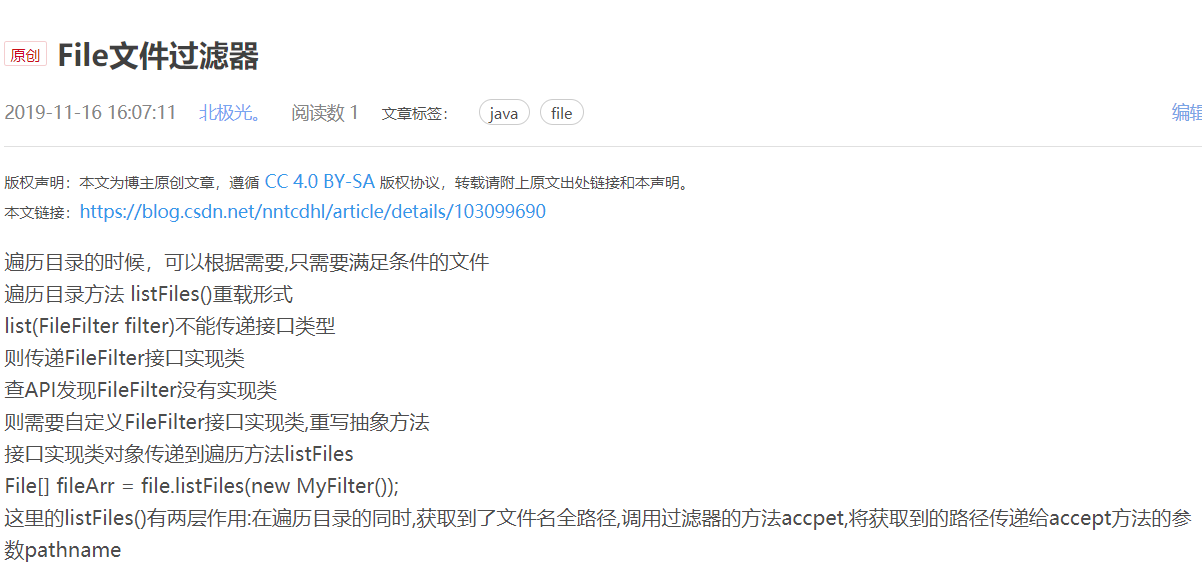 原创 File文件过滤器
2019-11-16 16:07:11 北极光。 阅读数 1 文章标签： java file 编辑
版权声明：本文为博主原创文章，遵循 CC 4.0 BY-SA 版权协议，转载请附上原文出处链接和本声明。
本文链接：https://blog.csdn.net/nntcdhl/article/details/103099690
遍历目录的时候，可以根据需要,只需要满足条件的文件
遍历目录方法 listFiles()重载形式
list(FileFilter filter)不能传递接口类型
则传递FileFilter接口实现类
查API发现FileFilter没有实现类
则需要自定义FileFilter接口实现类,重写抽象方法
接口实现类对象传递到遍历方法listFiles
File[] fileArr = file.listFiles(new MyFilter());
这里的listFiles()有两层作用:在遍历目录的同时,获取到了文件名全路径,调用过滤器的方法accpet,将获取到的路径传递给accept方法的参
数pathname